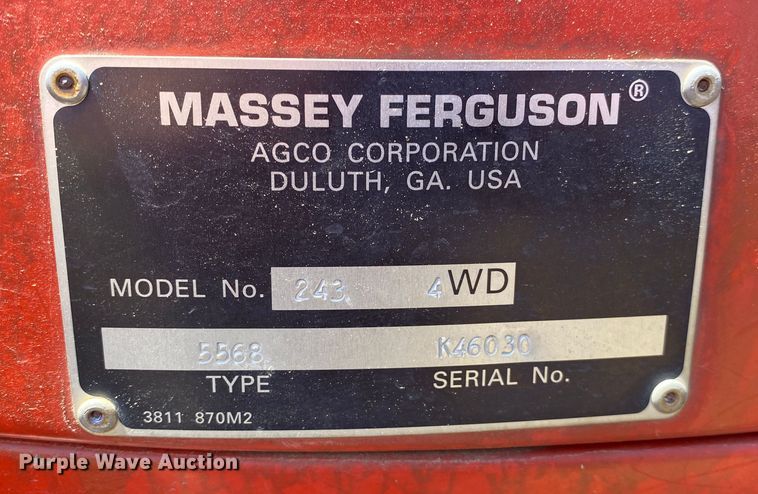 MASSEY FERGUSON®
AGCO CORPORATION
DULUTH, GA. USA
MODEL No. 243 4WD
5568 K46030
TYPE SERIAL No.
3811 870M2
Purple Wave Auction